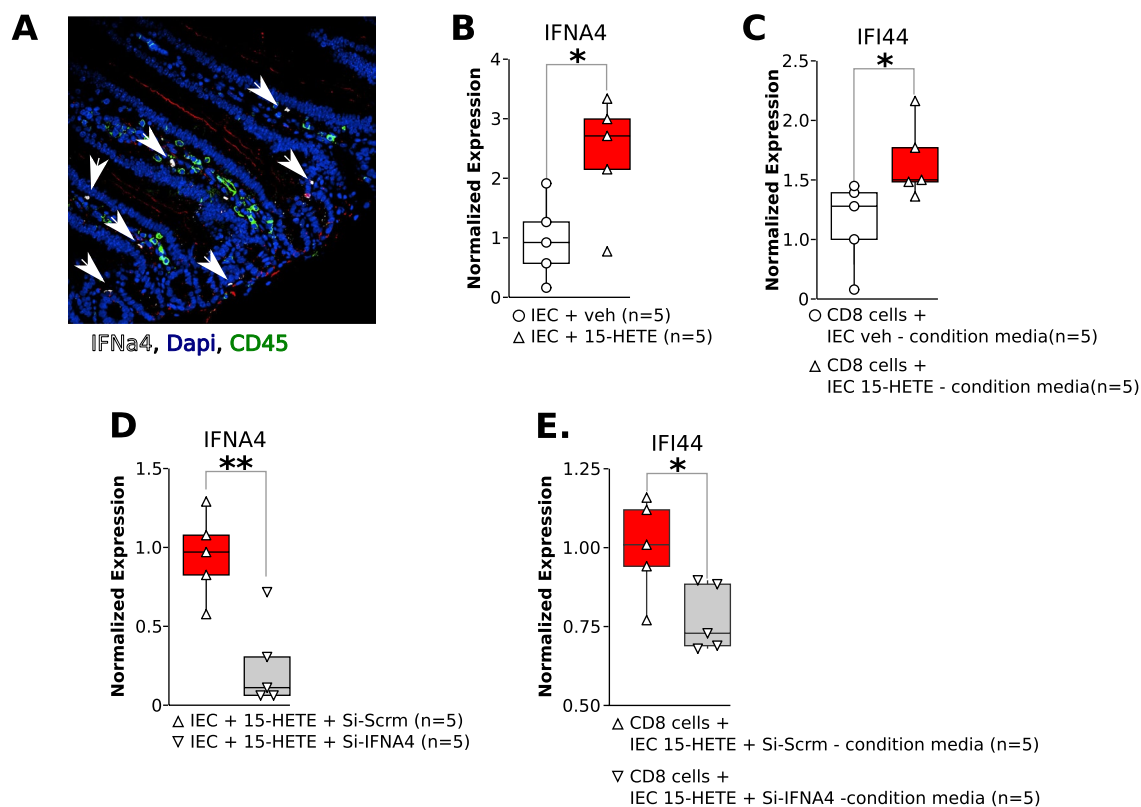 A
IFNa4, Dapi, CD45
B
IFNA4
*
Normalized Expression
4
3
2
1
0
IEC + veh (n=5)
IEC + 15-HETE (n=5)
C
IFI44
*
Normalized Expression
2.5
2.0
1.5
1.0
0
CD8 cells +
IEC veh - condition media(n=5)
CD8 cells +
IEC 15-HETE - condition media(n=5)
D
IFNA4
**
Normalized Expression
1.5
1.0
0.5
0
IEC + 15-HETE + Si-Scrm (n=5)
IEC + 15-HETE + Si-IFNA4 (n=5)
E.
IFI44
*
Normalized Expression
1.25
1.00
0.75
0.50
CD8 cells +
IEC 15-HETE + Si-Scrm - condition media (n=5)
CD8 cells +
IEC 15-HETE + Si-IFNA4 -condition media (n=5)